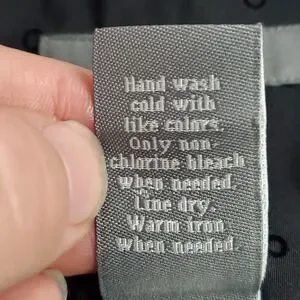 Hand wash
cold with
like colors.
Only non-
chlorine bleach
when needed.
Line dry.
Warm iron
when needed.